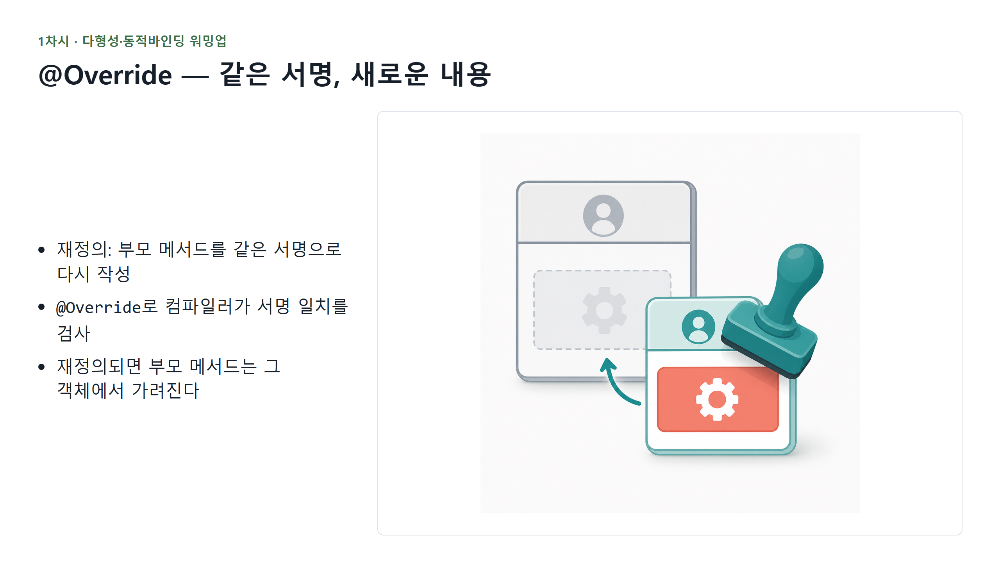 1차시 · 다형성·동적바인딩 워밍업
@Override — 같은 서명, 새로운 내용
• 재정의: 부모 메서드를 같은 서명으로
다시 작성
• @Override로 컴파일러가 서명 일치를
검사
• 재정의되면 부모 메서드는 그
객체에서 가려진다